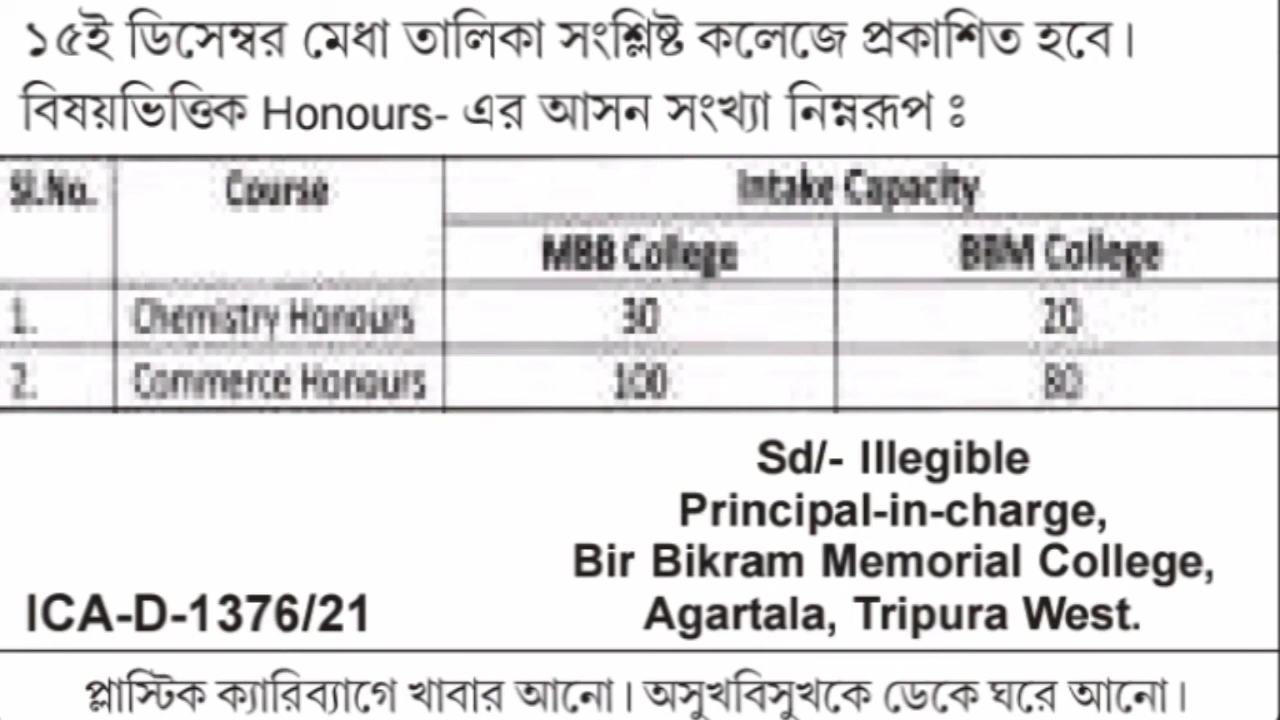 ১৫ই ডিসেম্বর মেধা তালিকা সংশ্লিষ্ট কলেজে প্রকাশিত হবে।
বিষয়ভিত্তিক Honours- এর আসন সংখ্যা নিম্নরূপ ঃ
Sl.No. Course Intake Capacity
MBB College BBM College
1. Chemistry Honours 30 20
2. Commerce Honours 100 80
Sd/- Illegible
Principal-in-charge,
Bir Bikram Memorial College,
ICA-D-1376/21 Agartala, Tripura West.
প্লাস্টিক ক্যারিব্যাগে খাবার আনো। অসুখবিসুখকে ডেকে ঘরে আনো।